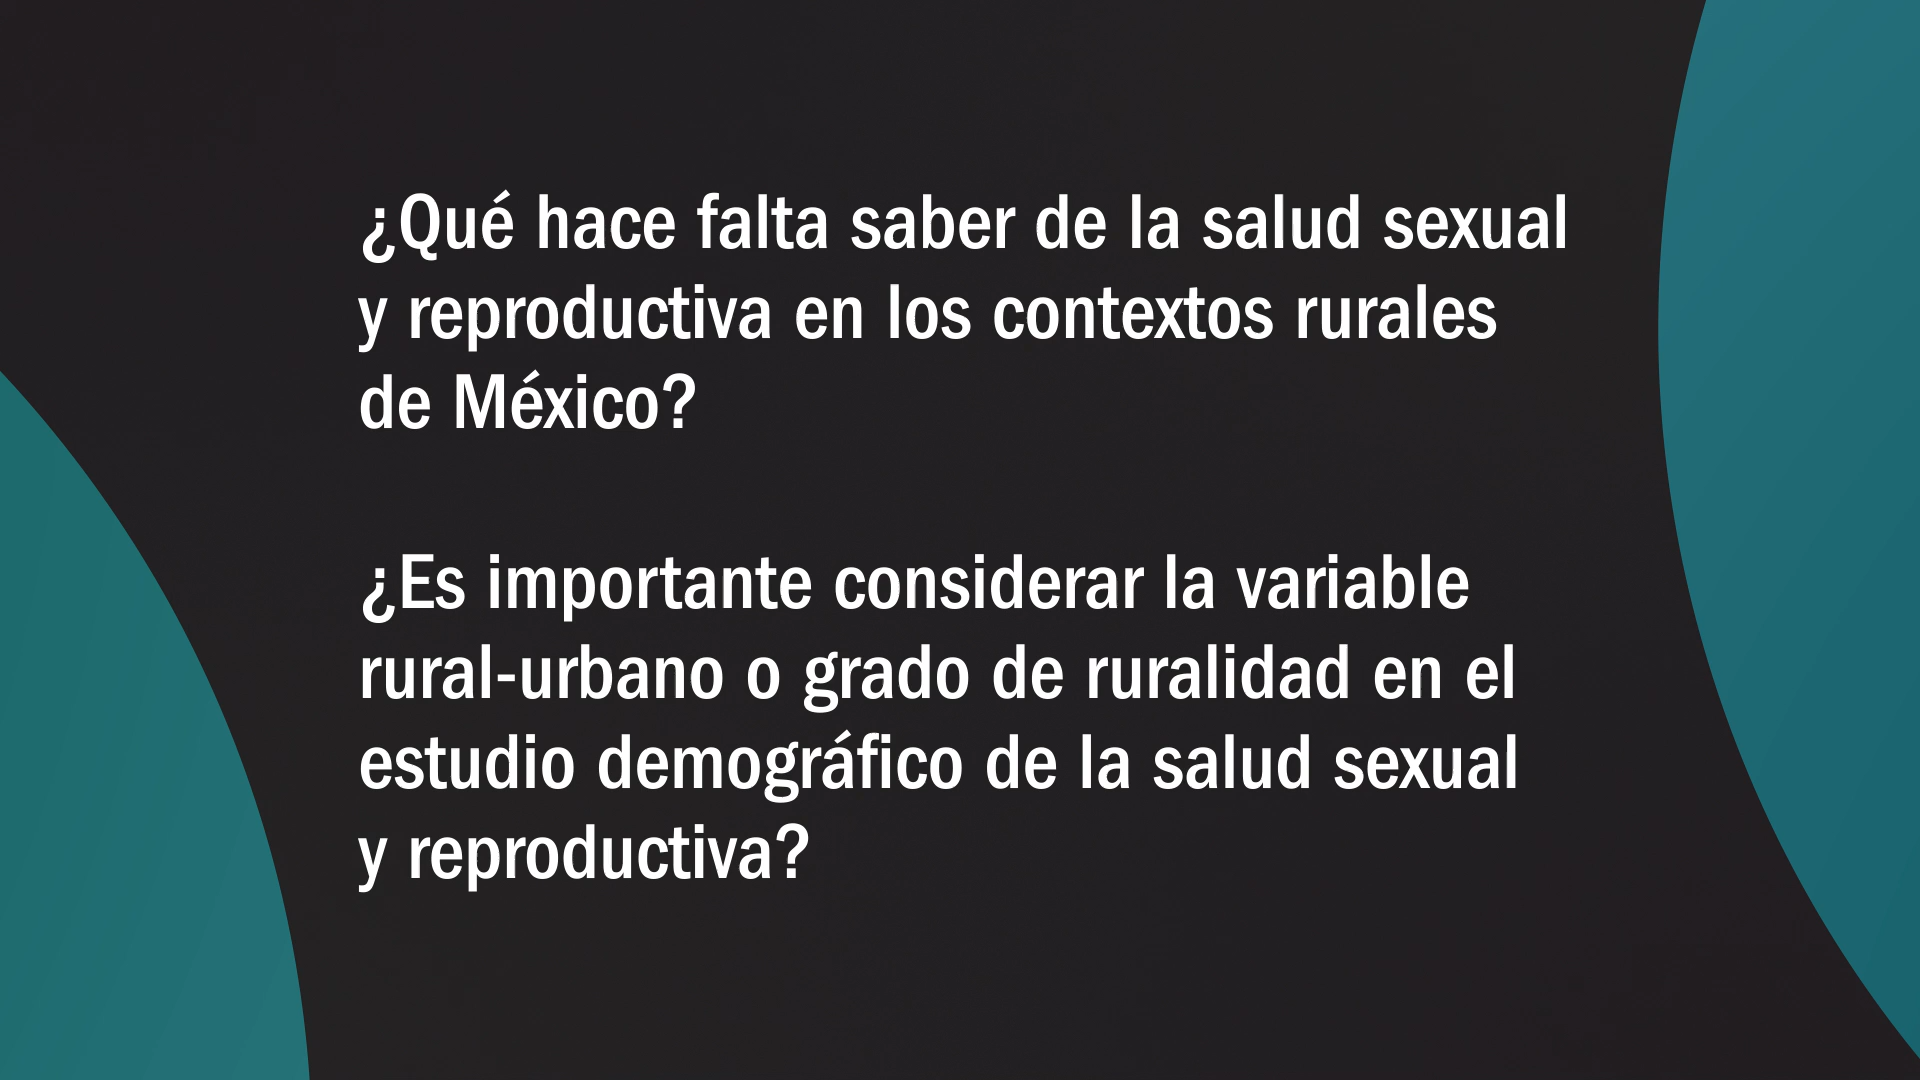 ¿Qué hace falta saber de la salud sexual
y reproductiva en los contextos rurales
de México?
¿Es importante considerar la variable
rural-urbano o grado de ruralidad en el
estudio demográfico de la salud sexual
y reproductiva?